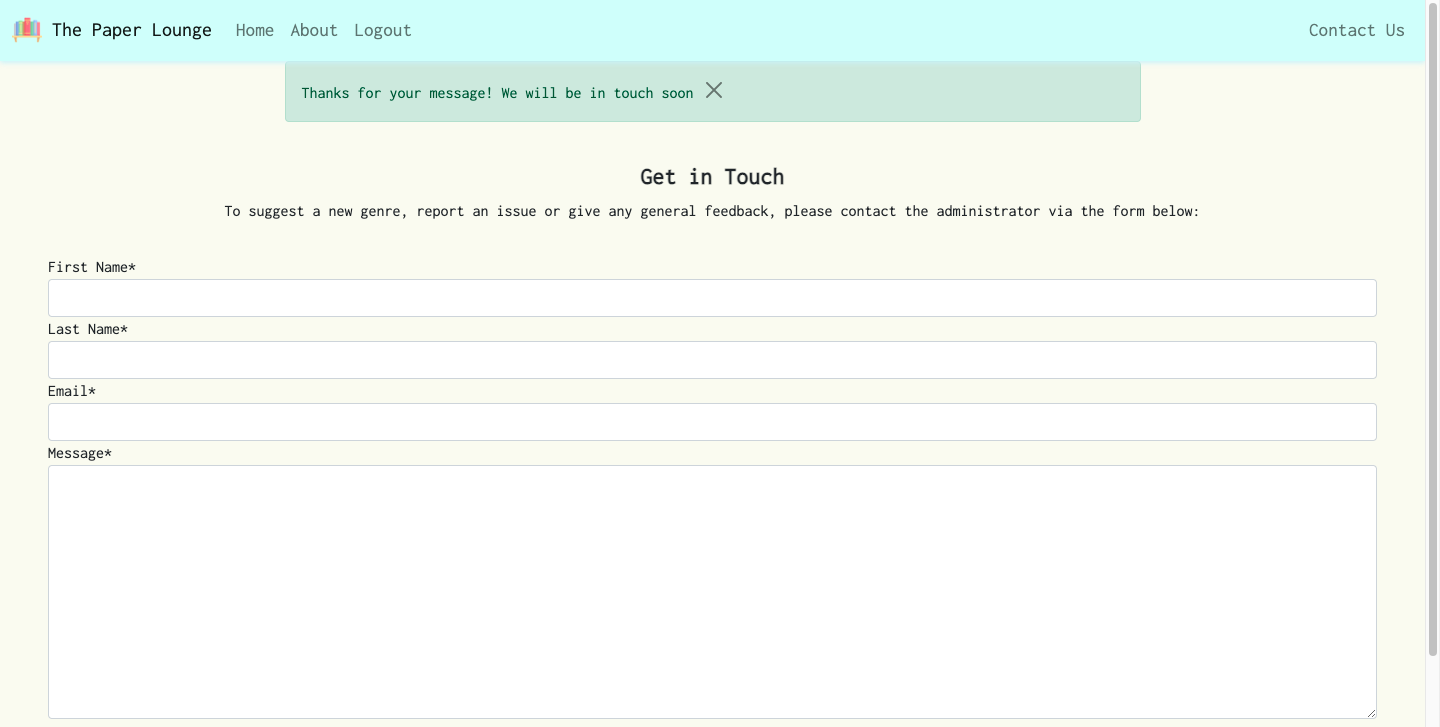 The Paper Lounge Home About Logout Contact Us
Thanks for your message! We will be in touch soon
Get in Touch
To suggest a new genre, report an issue or give any general feedback, please contact the administrator via the form below:
First Name*
Last Name*
Email*
Message*